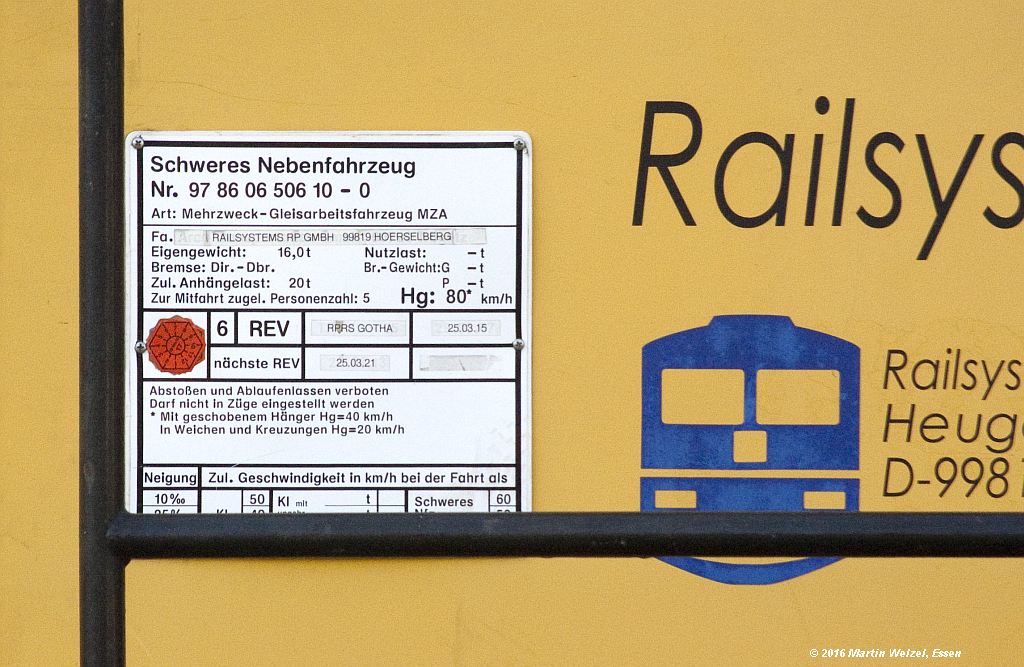 Schweres Nebenfahrzeug
Nr. 97 86 06 506 10 - 0
Art: Mehrzweck-Gleisarbeitsfahrzeug MZA
Fa. RAILSYSTEMS RP GMBH 99819 HOERSELBERG
Eigengewicht: 16,0t Nutzlast: - t
Bremse: Dir.-Dbr. Br.-Gewicht:G - t
Zul. Anhängelast: 20t P - t
Zur Mitfahrt zugel. Personenzahl: 5 Hg: 80* km/h
6 REV RPRS GOTHA 25.03.15
nächste REV 25.03.21
Abstoßen und Ablaufenlassen verboten
Darf nicht in Züge eingestellt werden
* Mit geschobenem Hänger Hg=40 km/h
In Weichen und Kreuzungen Hg=20 km/h
Neigung Zul. Geschwindigkeit in km/h bei der Fahrt als
10‰ 50 Kl mit t Schweres 60
Railsys
Railsys
Heug
D-9981
© 2016 Martin Welzel, Essen